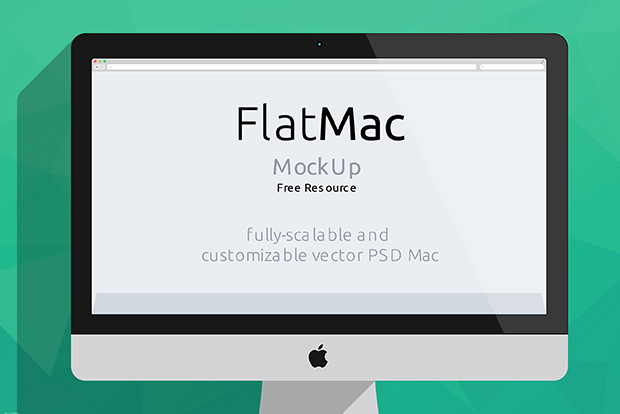 FlatMac
MockUp
Free Resource
fully-scalable and
customizable vector PSD Mac